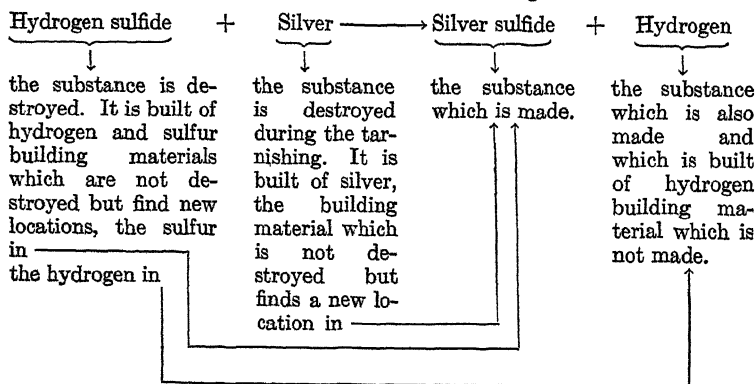 Hydrogen sulfide + Silver → Silver sulfide + Hydrogen
the substance is de-
stroyed. It is built of
hydrogen and sulfur
building materials
which are not de-
stroyed but find new
locations, the sulfur
in
the hydrogen in
the substance
is destroyed
during the tar-
nishing. It is
built of silver,
the building
material which
is not de-
stroyed but
finds a new lo-
cation in
the substance
which is made.
the substance
which is also
made and
which is built
of hydrogen
building ma-
terial which is
not made.